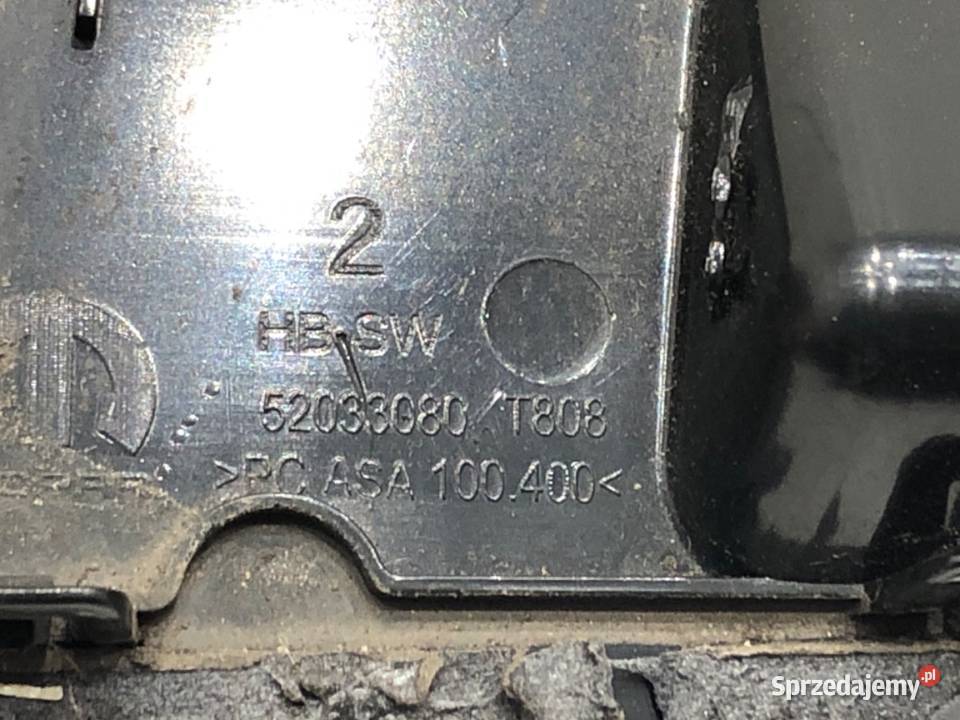 2
HB SW
52033080 T808
>PC ASA 100.400<
Sprzedajemy.pl